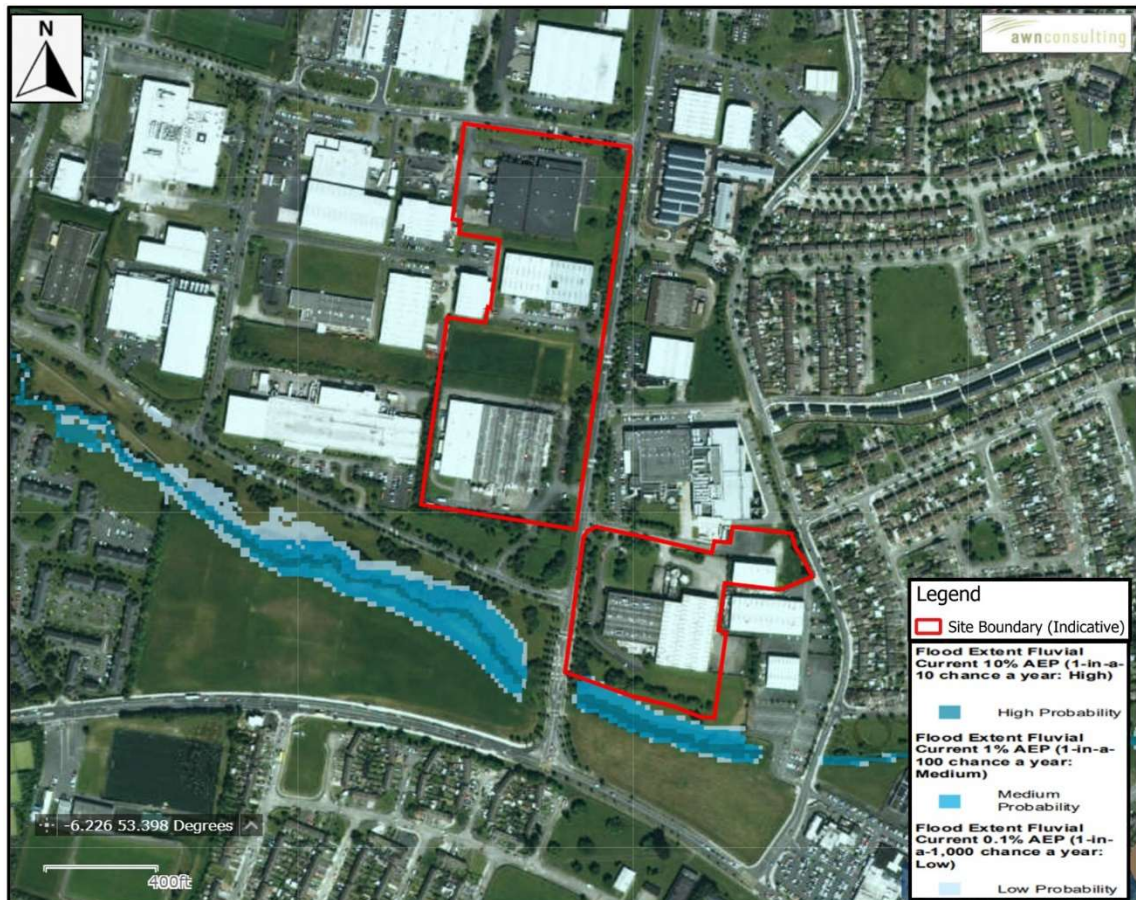 N
awnconsulting
Legend
Site Boundary (Indicative)
Flood Extent Fluvial
Current 10% AEP (1-in-a-
10 chance a year: High)
High Probability
Flood Extent Fluvial
Current 1% AEP (1-in-a-
100 chance a year:
Medium)
Medium
Probability
Flood Extent Fluvial
Current 0.1% AEP (1-in-
a-1,000 chance a year:
Low)
Low Probability
-6.226 53.398 Degrees
400ft